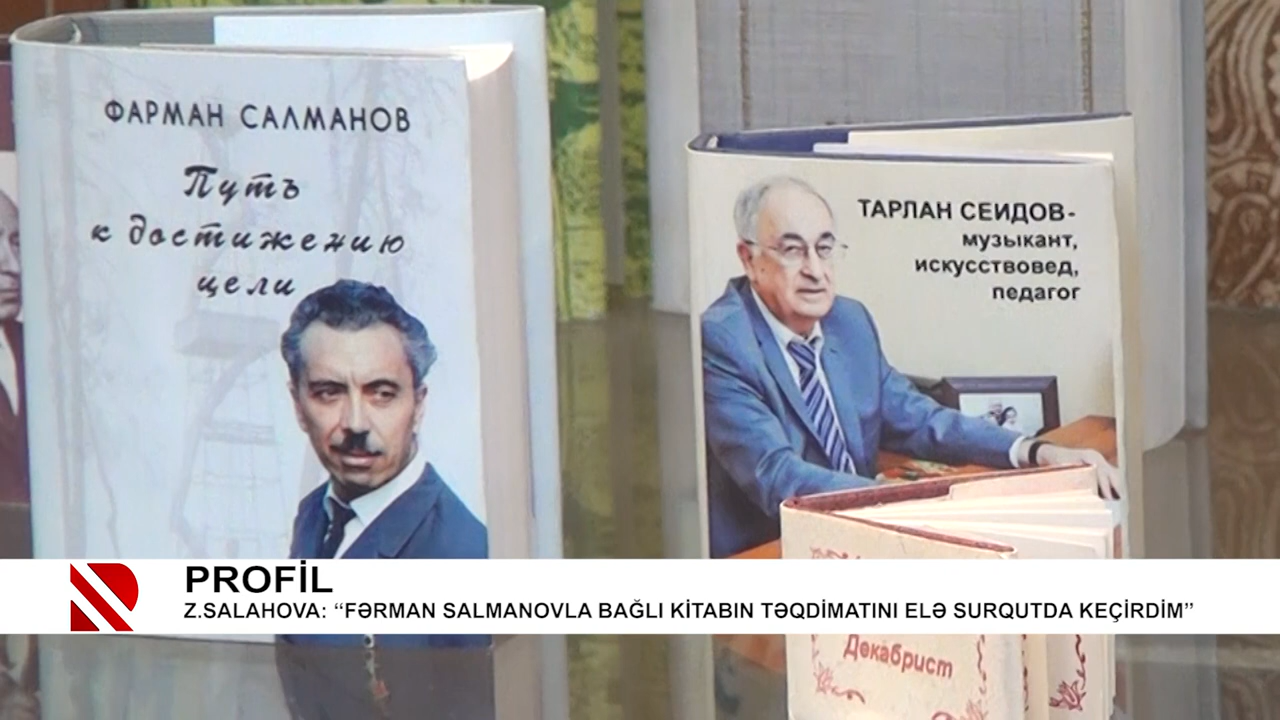 ФАРМАН САЛМАНОВ
Путь
к достижению
цели
ТАРЛАН СЕИДОВ-
музыкант,
искусствовед,
педагог
PROFİL
Z.SALAHOVA: “FƏRMAN SALMANOVLA BAĞLI KİTABIN TƏQDİMATINI ELƏ SURQUTDA KEÇİRDİM”
Декабрист